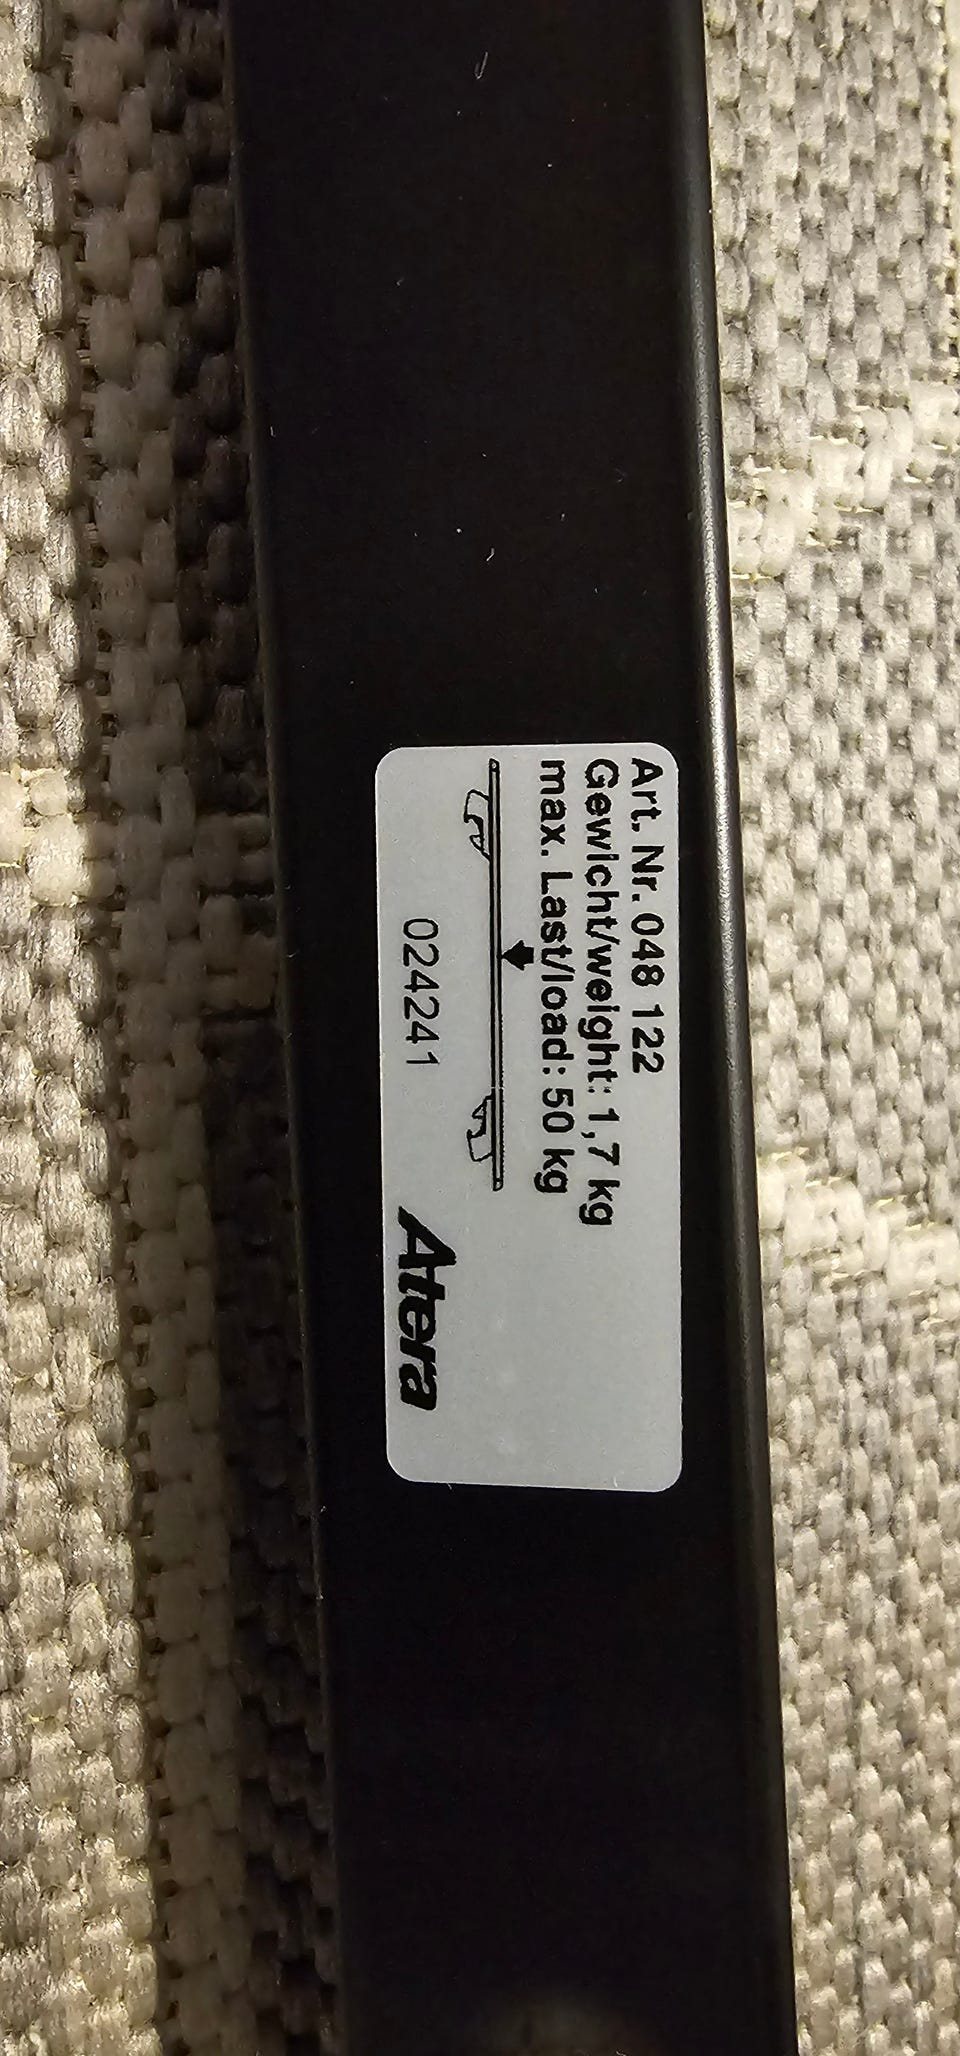 Art. Nr. 048 122
Gewicht/weight: 1,7 kg
max. Last/load: 50 kg
024241
Atera